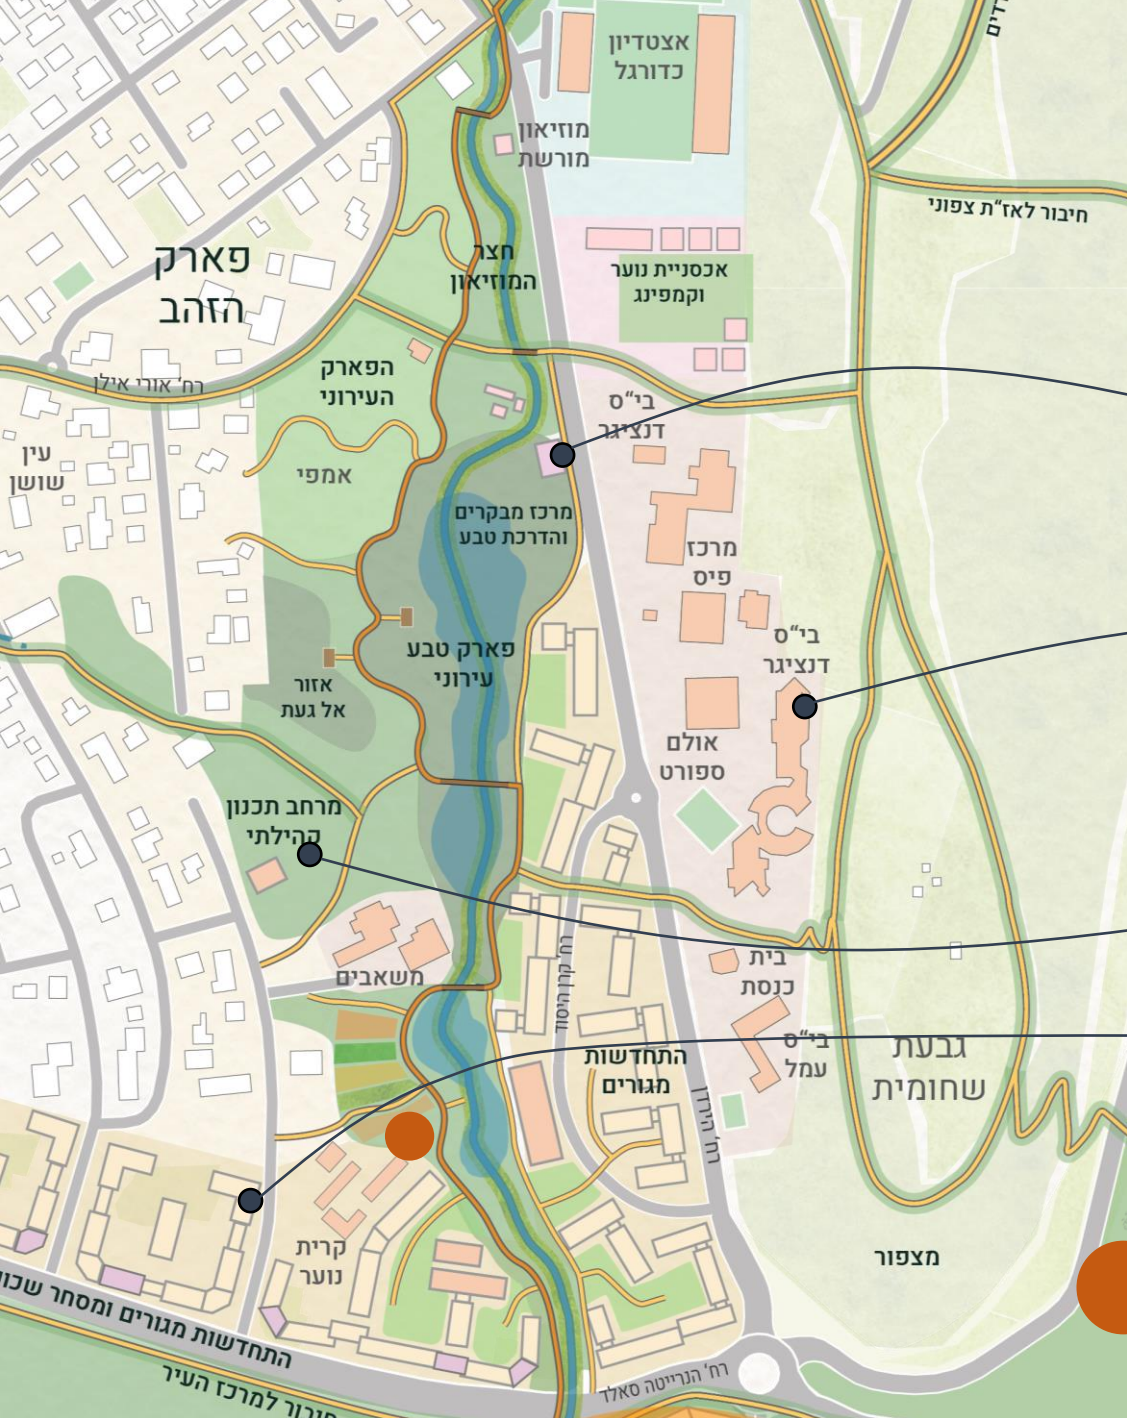 אצטדיון
כדורגל
מוזיאון
מורשת
חיבור לאז״ת צפוני
חצר
המוזיאון
אכסניית נוער
וקמפינג
פארק
הזהב
רח׳ אורי אילן
הפארק
העירוני
בי״ס
דנציגר
עין
שושן
אמפי
מרכז מבקרים
והדרכת טבע
מרכז
פיס
פארק טבע
עירוני
בי״ס
דנציגר
אזור
אל געת
אולם
ספורט
מרחב תכנון
קהילתי
משאבים
רח׳ קרן היסוד
בית
כנסת
בי״ס
עמל
התחדשות
מגורים
גבעת
שחומית
רח׳ הירדן
קרית
נוער
מצפור
התחדשות מגורים ומסחר
חיבור למרכז העיר
רח׳ הנרייטה סאלד